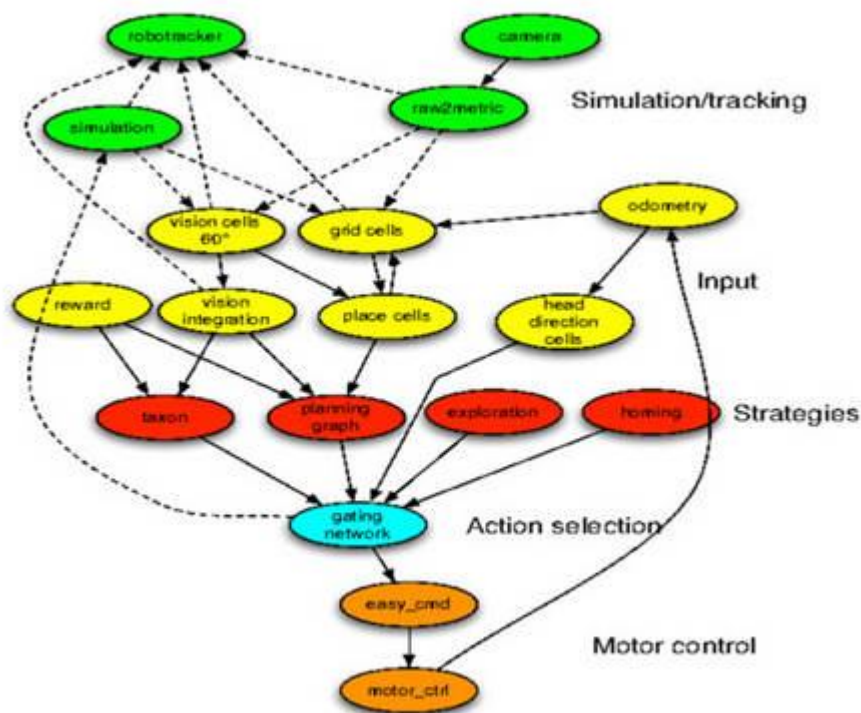 robotracker
camera
raw2metric
Simulation/tracking
simulation
vision cells
60°
grid cells
odometry
Input
reward
vision
integration
place cells
head
direction
cells
taxon
planning
graph
exploration
homing
Strategies
gating
network
Action selection
easy_cmd
Motor control
motor_ctrl